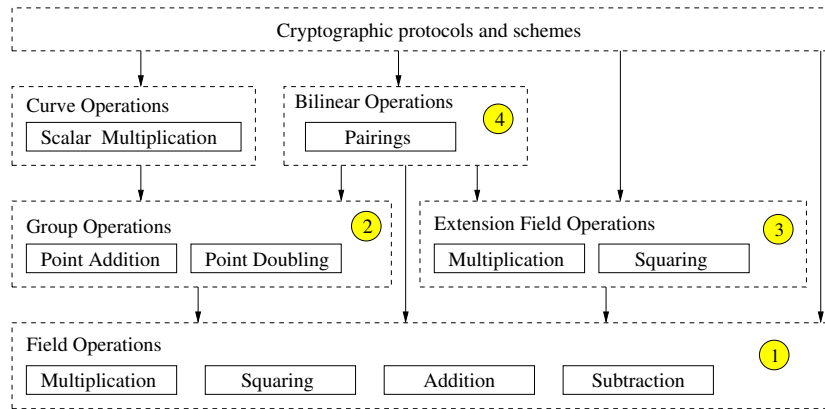 Cryptographic protocols and schemes
Curve Operations
Scalar Multiplication
Bilinear Operations
4
Pairings
Group Operations
2
Point Addition
Point Doubling
Extension Field Operations
3
Multiplication
Squaring
Field Operations
1
Multiplication
Squaring
Addition
Subtraction